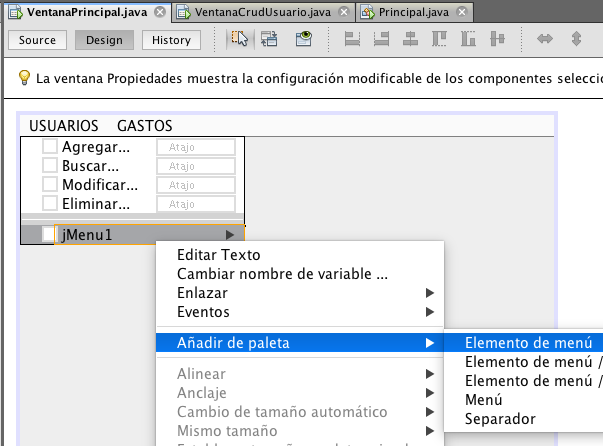 VentanaPrincipal.java VentanaCrudUsuario.java Principal.java
Source Design History
La ventana Propiedades muestra la configuración modificable de los componentes selecci
USUARIOS GASTOS
Agregar... Atajo
Buscar... Atajo
Modificar... Atajo
Eliminar... Atajo
jMenu1
Editar Texto
Cambiar nombre de variable ...
Enlazar
Eventos
Añadir de paleta
Elemento de menú
Elemento de menú /
Elemento de menú /
Menú
Separador
Alinear
Anclaje
Cambio de tamaño automático
Mismo tamaño